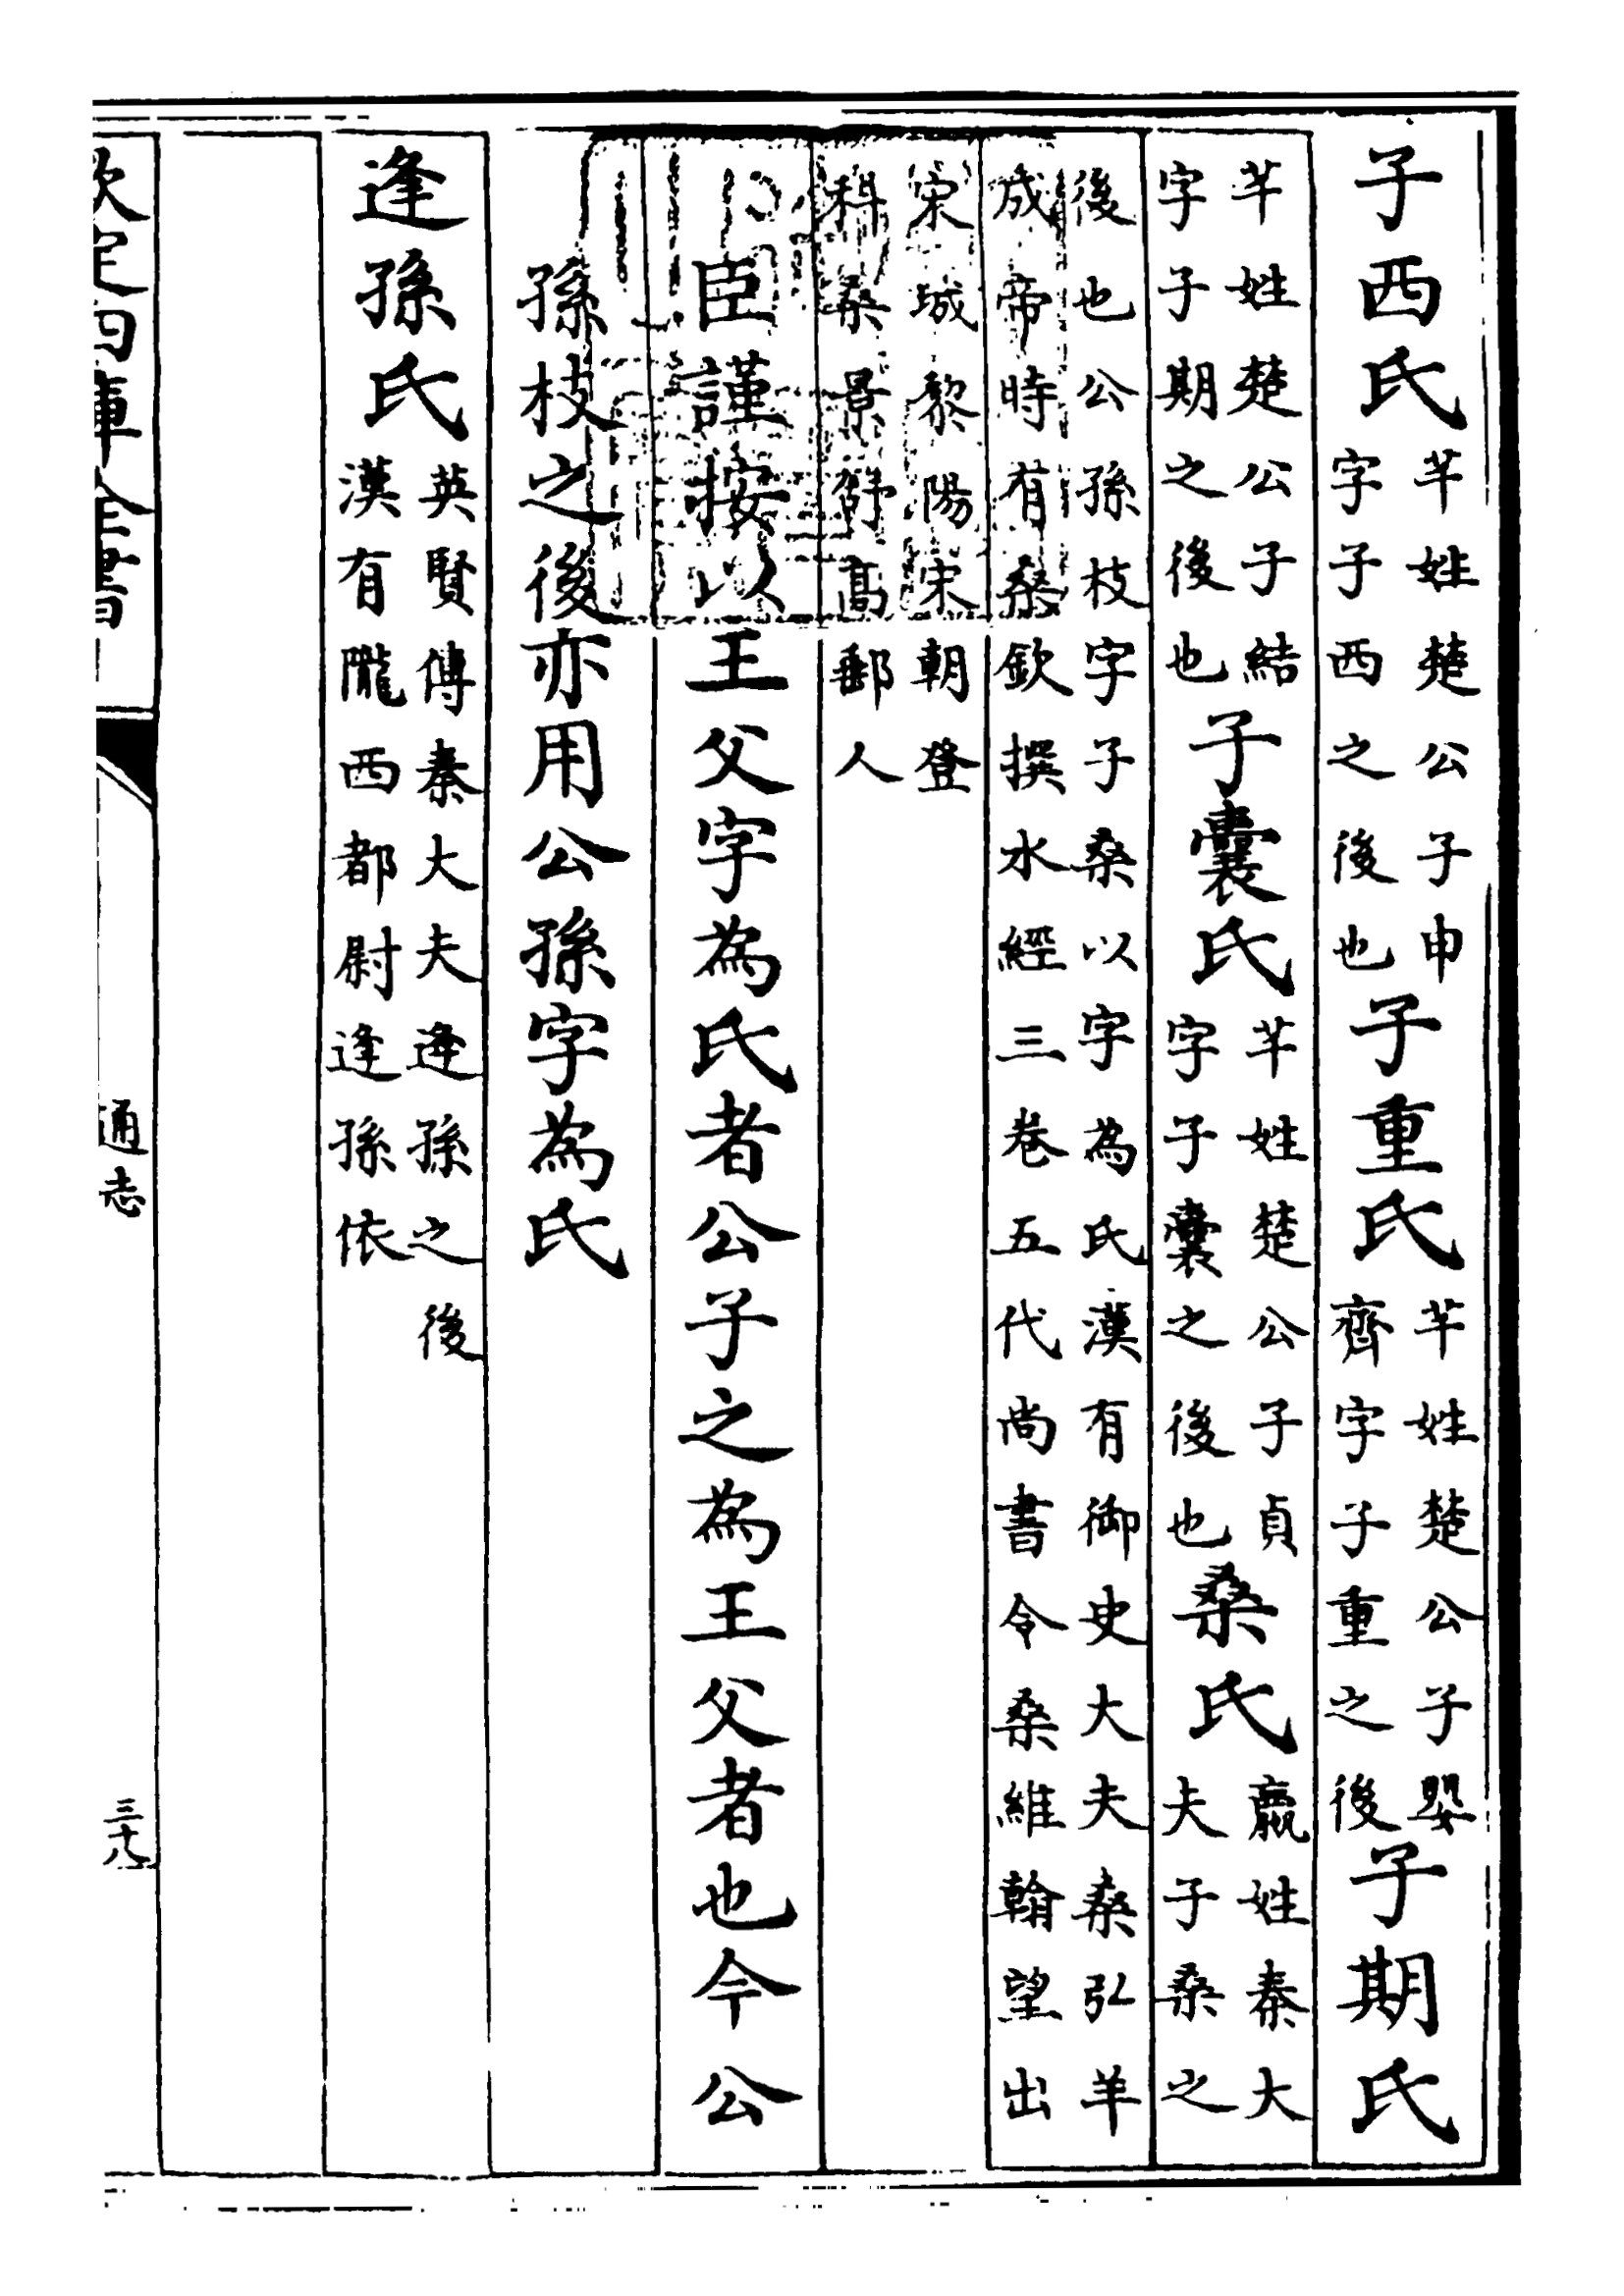 子西氏芊姓楚公子申字子西之後也子重氏芊姓楚公子嬰齊字子重之後子期氏
芊姓楚公子結字子期之後也子囊氏芊姓楚公子貞字子囊之後也桑氏嬴姓秦大夫子桑之
後也公孫枝字子桑以字為氏漢有御史大夫桑弘羊成帝時有桑欽撰水經三巻五代尚書令桑維翰望出
宋城黎陽宋朝登科桑景舒髙郵人
臣謹按以王父字為氏者公子之為王父者也今公
孫枝之後亦用公孫字為氏
逢孫氏英賢傳秦大夫逢孫之後漢有隴西都尉逢孫依
欽定四庫全書
通志
三十八